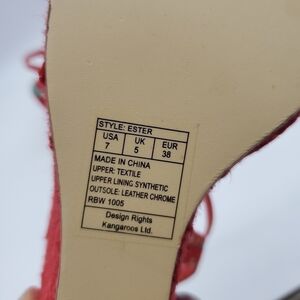 STYLE: ESTER
USA UK EUR
7 5 38
MADE IN CHINA
UPPER: TEXTILE
UPPER LINING SYNTHETIC
OUTSOLE: LEATHER CHROME
RBW 1005
Design Rights
Kangaroos Ltd.